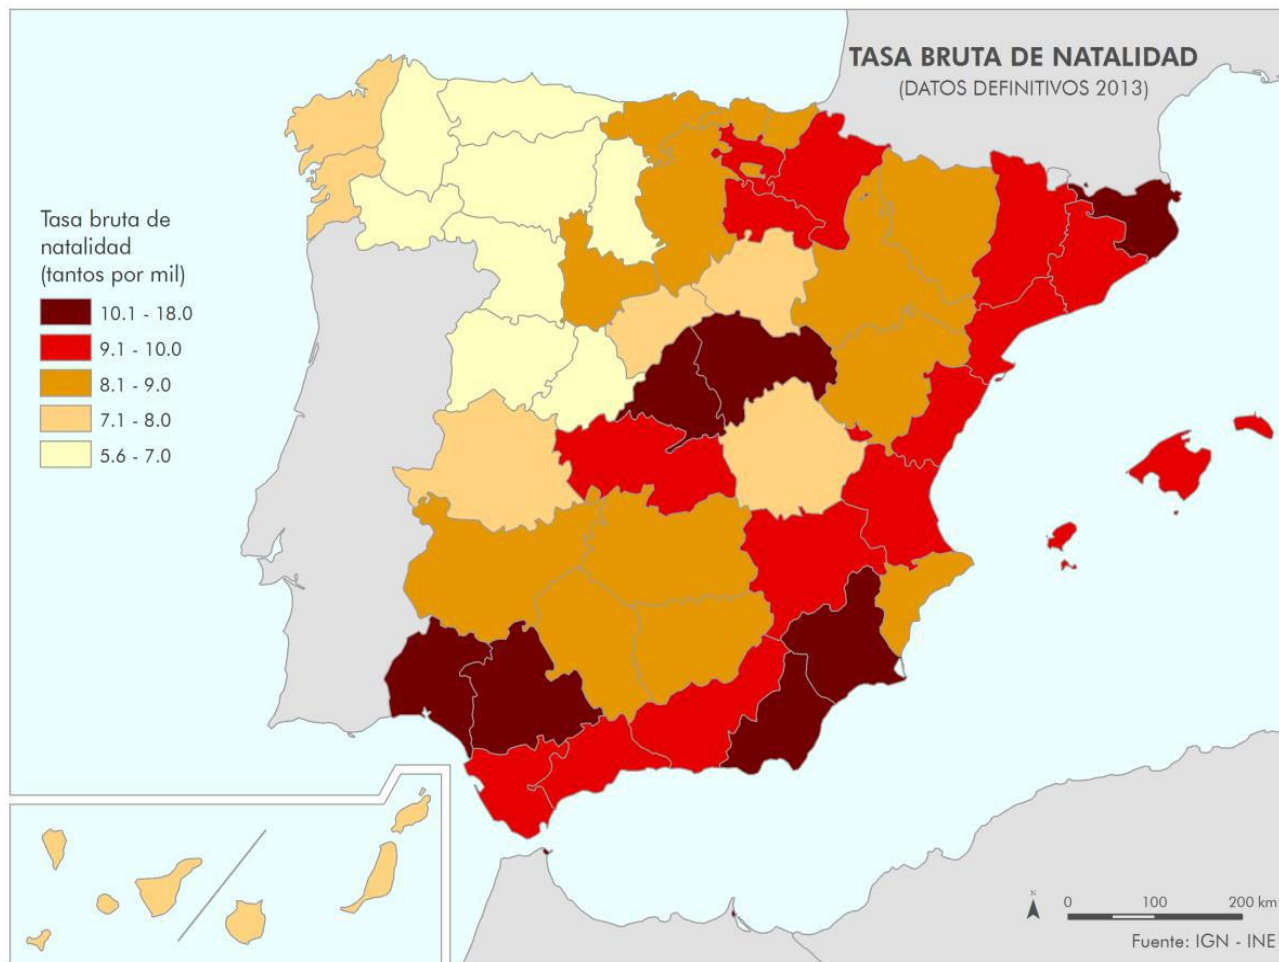 TASA BRUTA DE NATALIDAD
(DATOS DEFINITIVOS 2013)
Tasa bruta de
natalidad
(tantos por mil)
10.1 - 18.0
9.1 - 10.0
8.1 - 9.0
7.1 - 8.0
5.6 - 7.0
N
0 100 200 km
Fuente: IGN - INE